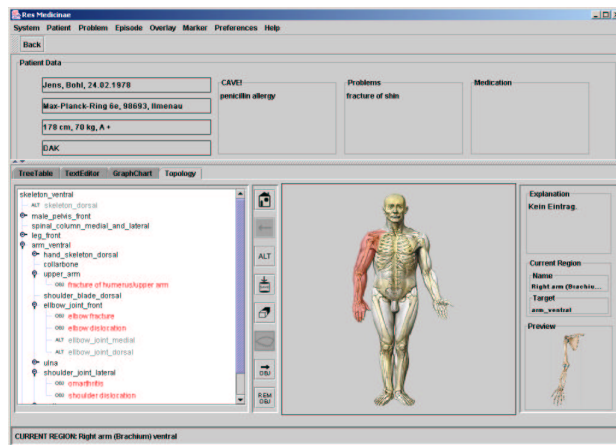 Res Medicinae
System Patient Problem Episode Overlay Marker Preferences Help
Back
Patient Data
Jens, Bohl, 24.02.1978
Max-Planck-Ring 6e, 98693, Ilmenau
178 cm, 70 kg, A +
DAK
CAVE!
penicillin allergy
Problems
fracture of shin
Medication
TreeTable TextEditor GraphChart Topology
skeleton_ventral
ALT skeleton_dorsal
male_pelvis_front
spinal_column_medial_and_lateral
leg_front
arm_ventral
hand_skeleton_dorsal
collarbone
upper_arm
OBJ fracture of humerus/upper arm
shoulder_blade_dorsal
ellbow_joint_front
OBJ elbow fracture
OBJ elbow dislocation
ALT ellbow_joint_medial
ALT ellbow_joint_dorsal
ulna
shoulder_joint_lateral
OBJ omarthritis
OBJ shoulder dislocation
ALT
OBJ
REM
OBJ
Explanation
Kein Eintrag.
Current Region
Name
Right arm (Brachiu...
Target
arm_ventral
Preview
CURRENT REGION: Right arm (Brachium) ventral